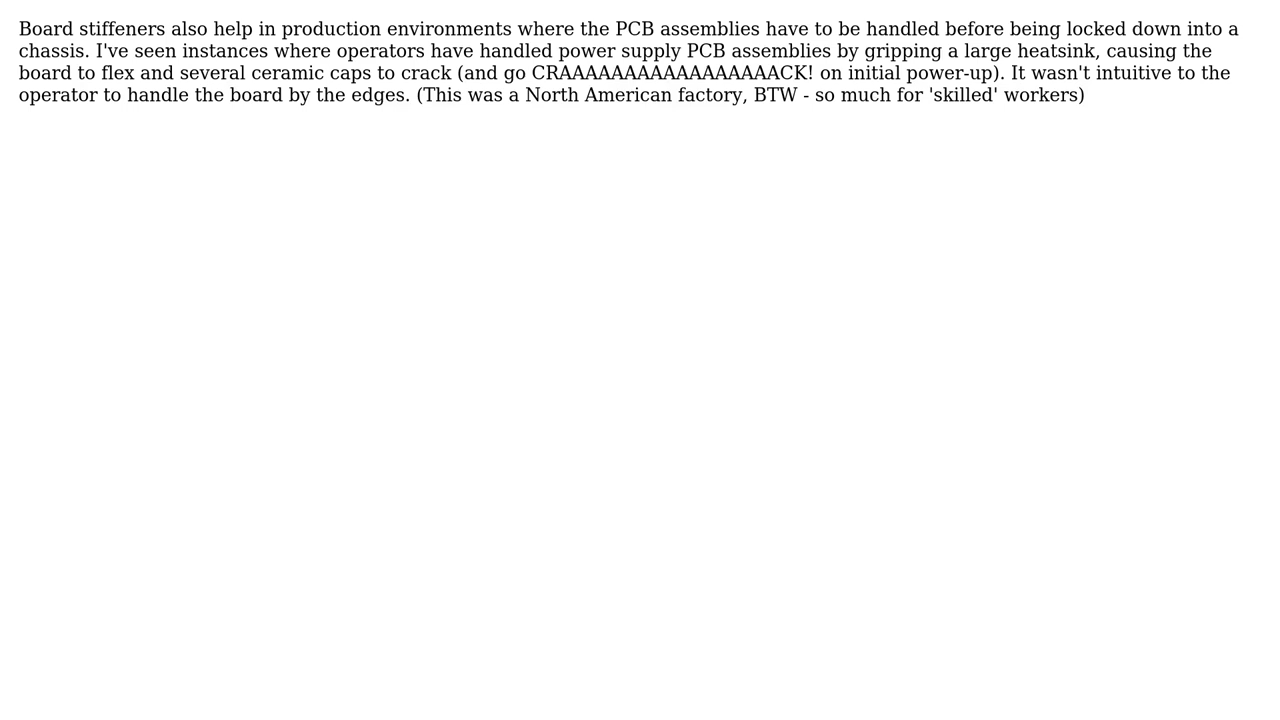 Board stiffeners also help in production environments where the PCB assemblies have to be handled before being locked down into a
chassis. I've seen instances where operators have handled power supply PCB assemblies by gripping a large heatsink, causing the
board to flex and several ceramic caps to crack (and go CRAAAAAAAAAAAAAAAAACK! on initial power-up). It wasn't intuitive to the
operator to handle the board by the edges. (This was a North American factory, BTW - so much for 'skilled' workers)